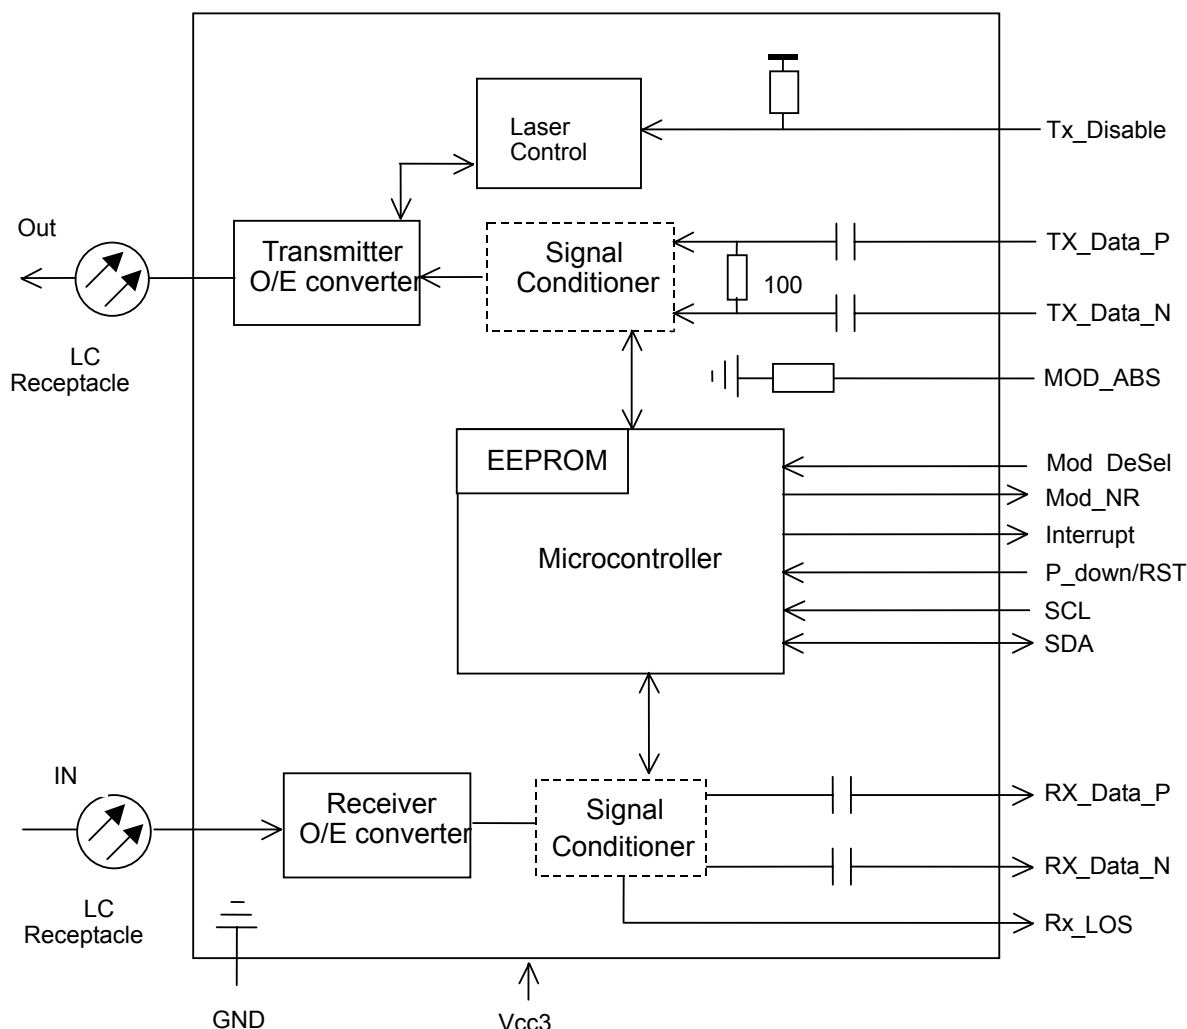 Laser
Control
Tx_Disable
Out
Transmitter
O/E converter
Signal
Conditioner
TX_Data_P
100
TX_Data_N
LC
Receptacle
MOD_ABS
EEPROM
Microcontroller
Mod DeSel
Mod_NR
Interrupt
P_down/RST
SCL
SDA
IN
Receiver
O/E converter
Signal
Conditioner
RX_Data_P
RX_Data_N
Rx_LOS
LC
Receptacle
GND
Vcc3